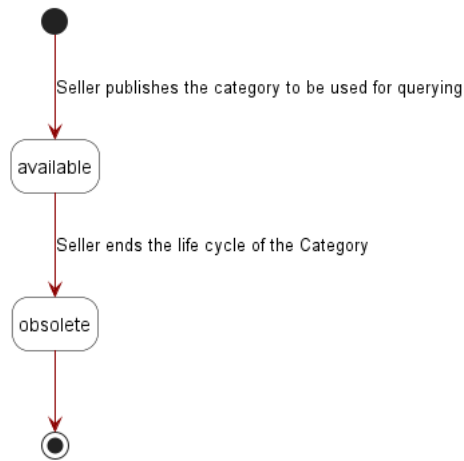 Seller publishes the category to be used for querying
available
Seller ends the life cycle of the Category
obsolete